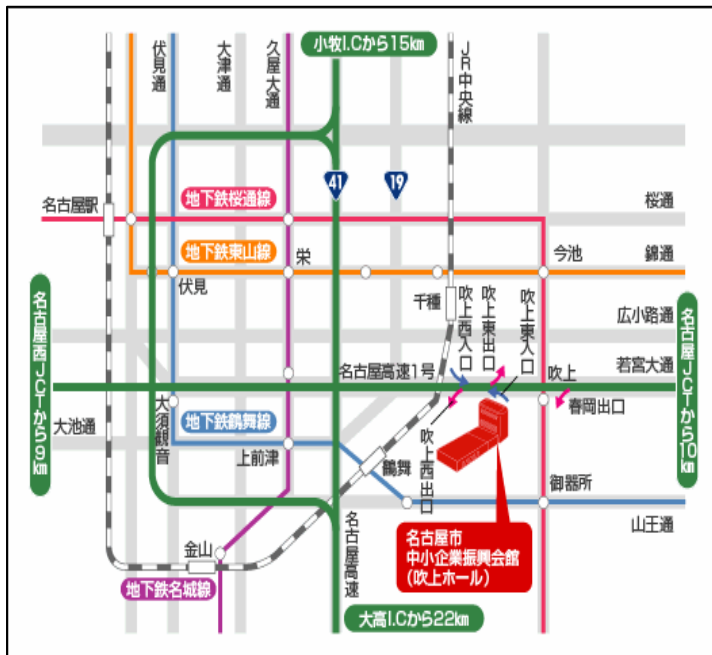 小牧I.Cから15km
伏見通
大津通
久屋大通
JR中央線
41
19
地下鉄桜通線
名古屋駅
桜通
地下鉄東山線
栄
今池
錦通
伏見
名古屋西JCTから9km
千種
吹上西入口
吹上東出口
吹上東入口
広小路通
名古屋JCTから10km
名古屋高速1号
吹上
若宮大通
春岡出口
大池通
大須観音
地下鉄鶴舞線
上前津
鶴舞
吹上西出口
御器所
山王通
名古屋高速
名古屋市
中小企業振興会館
(吹上ホール)
金山
地下鉄名城線
大高I.Cから22km